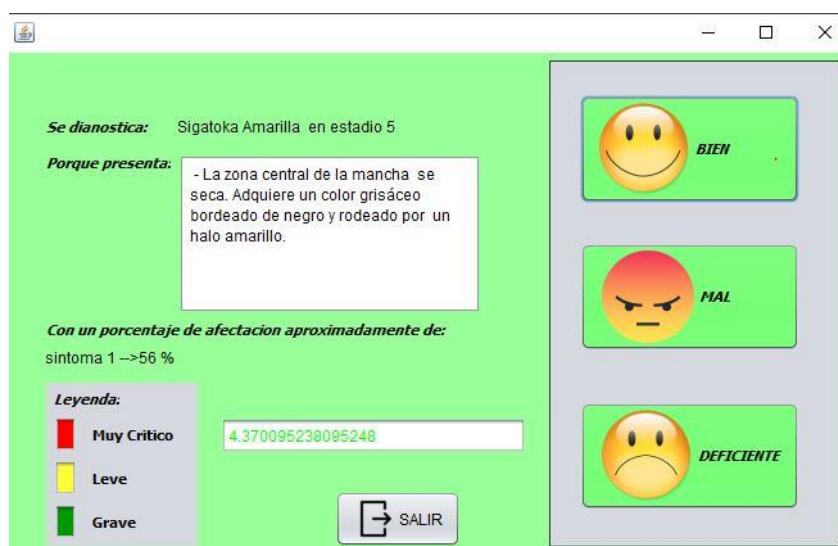 Se dianostica: Sigatoka Amarilla en estadio 5
Porque presenta:
- La zona central de la mancha se
seca. Adquiere un color grisáceo
bordeado de negro y rodeado por un
halo amarillo.
Con un porcentaje de afectacion aproximadamente de:
sintoma 1 -->56 %
Leyenda:
Muy Critico
Leve
Grave
4.370095238095248
SALIR
BIEN
MAL
DEFICIENTE